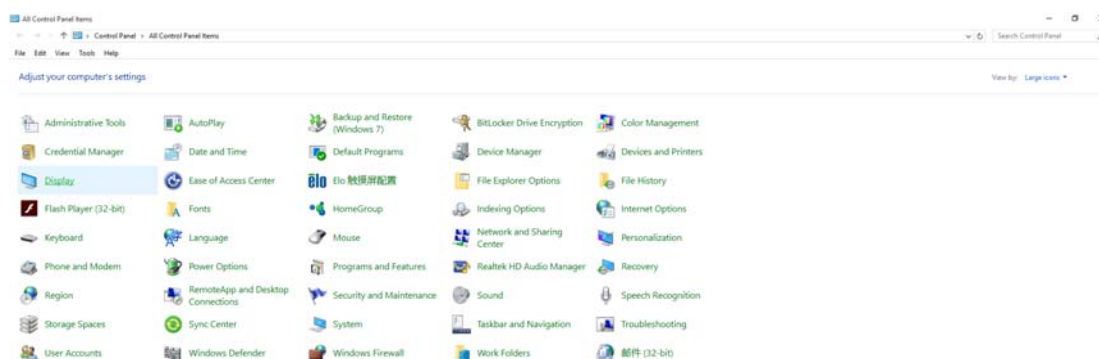 All Control Panel Items
Control Panel > All Control Panel Items
Search Control Panel
File Edit View Tools Help
Adjust your computer's settings
View by: Large icons
Administrative Tools
AutoPlay
Backup and Restore
(Windows 7)
BitLocker Drive Encryption
Color Management
Credential Manager
Date and Time
Default Programs
Device Manager
Devices and Printers
Display
Ease of Access Center
elo
Elo 触摸屏配置
File Explorer Options
File History
Flash Player (32-bit)
Fonts
HomeGroup
Indexing Options
Internet Options
Keyboard
Language
Mouse
Network and Sharing
Center
Personalization
Phone and Modem
Power Options
Programs and Features
Realtek HD Audio Manager
Recovery
Region
RemoteApp and Desktop
Connections
Security and Maintenance
Sound
Speech Recognition
Storage Spaces
Sync Center
System
Taskbar and Navigation
Troubleshooting
User Accounts
Windows Defender
Windows Firewall
Work Folders
邮件 (32-bit)